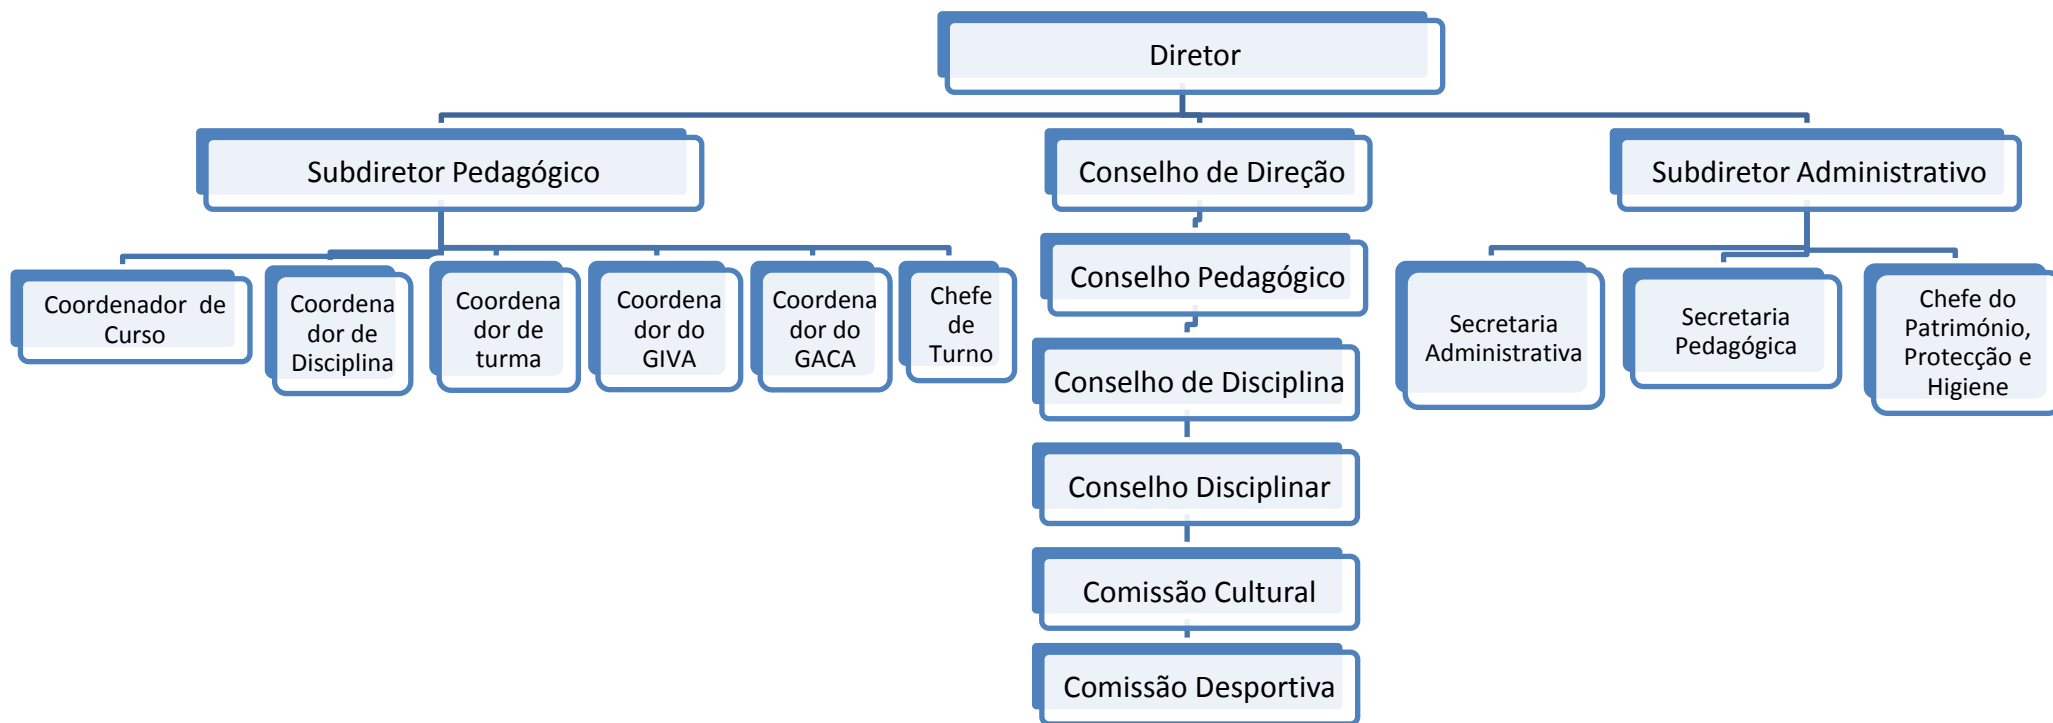 Diretor
Subdiretor Pedagógico
Conselho de Direção
Subdiretor Administrativo
Coordenador  de
Curso
Coordena
dor de
Disciplina
Coordena
dor de
turma
Coordena
dor do
GIVA
Coordena
dor do
GACA
Chefe
de
Turno
Conselho Pedagógico
Conselho de Disciplina
Conselho Disciplinar
Comissão Cultural
Comissão Desportiva
Secretaria
Administrativa
Secretaria
Pedagógica
Chefe do
Património,
Protecção e
Higiene